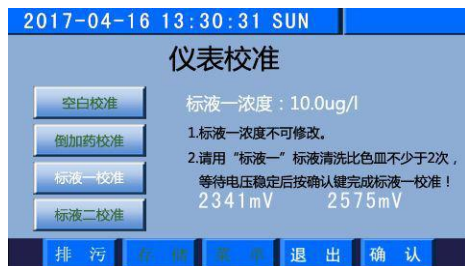 2017-04-16 13:30:31 SUN
仪表校准
空白校准
倒加药校准
标液一校准
标液二校准
标液一浓度：10.0ug/l
1.标液一浓度不可修改。
2.请用“标液一”标液清洗比色皿不少于2次，
等待电压稳定后按确认键完成标液一校准！
2341mV 2575mV
排 污 存 储 菜 单 退 出 确 认